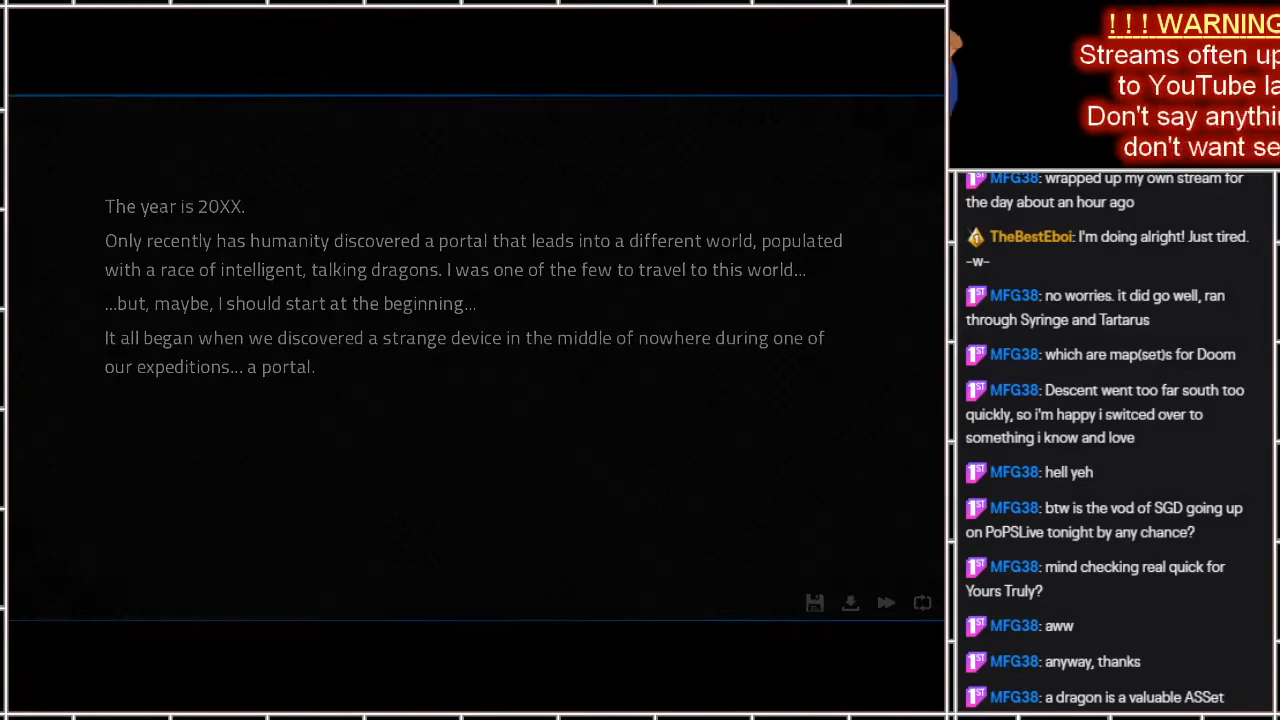 The year is 20XX.
Only recently has humanity discovered a portal that leads into a different world, populated
with a race of intelligent, talking dragons. I was one of the few to travel to this world...
...but, maybe, I should start at the beginning...
It all began when we discovered a strange device in the middle of nowhere during one of
our expeditions... a portal.
! ! ! WARNING
Streams often up
to YouTube la
Don't say anythi
don't want se
MFG38: wrapped up my own stream for
the day about an hour ago
TheBestEboi: I'm doing alright! Just tired.
-w-
MFG38: no worries. it did go well, ran
through Syringe and Tartarus
MFG38: which are map(set)s for Doom
MFG38: Descent went too far south too
quickly, so i'm happy i switced over to
something i know and love
MFG38: hell yeh
MFG38: btw is the vod of SGD going up
on PoPSLive tonight by any chance?
MFG38: mind checking real quick for
Yours Truly?
MFG38: aww
MFG38: anyway, thanks
MFG38: a dragon is a valuable ASSet